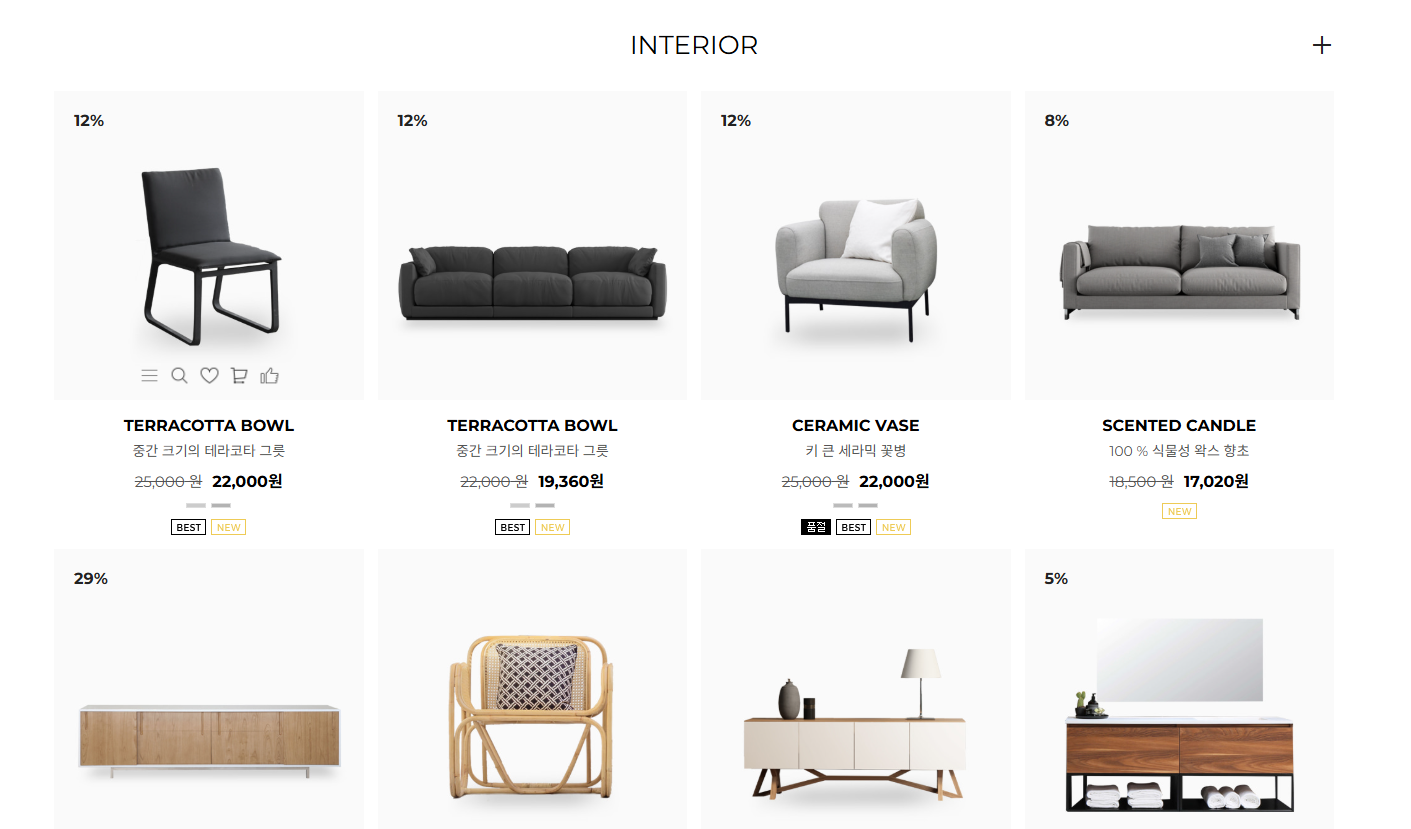 INTERIOR +
12%
TERRACOTTA BOWL
중간 크기의 테라코타 그릇
25,000 원 22,000원
BEST NEW
12%
TERRACOTTA BOWL
중간 크기의 테라코타 그릇
22,000 원 19,360원
BEST NEW
12%
CERAMIC VASE
키 큰 세라믹 꽃병
25,000 원 22,000원
품절 BEST NEW
8%
SCENTED CANDLE
100 % 식물성 왁스 향초
18,500 원 17,020원
NEW
29%
5%